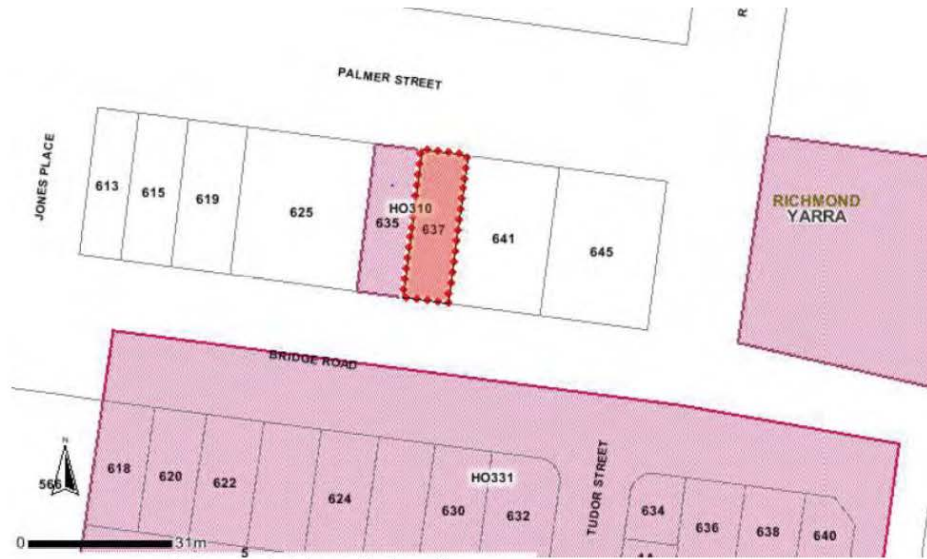 R
PALMER STREET
JONES PLACE
613
615
619
625
HO310
635
637
641
645
RICHMOND
YARRA
BRIDGE ROAD
618
620
622
624
HO331
630
632
TUDOR STREET
634
636
638
640
N
0
31m
5